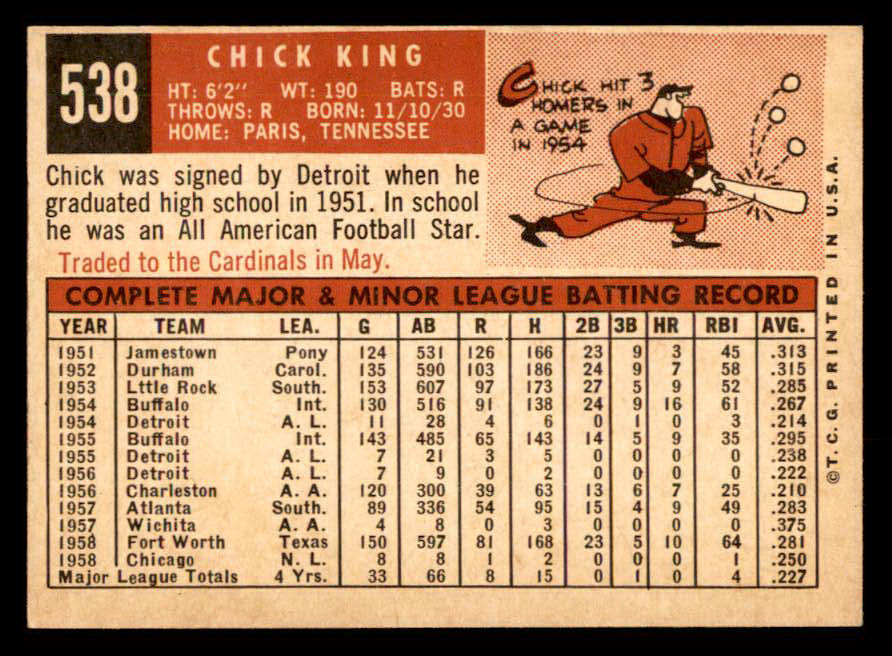 538
CHICK KING
HT: 6'2" WT: 190 BATS: R
THROWS: R BORN: 11/10/30
HOME: PARIS, TENNESSEE
CHICK HIT 3
HOMERS IN
A GAME
IN 1954
Chick was signed by Detroit when he
graduated high school in 1951. In school
he was an All American Football Star.
Traded to the Cardinals in May.
COMPLETE MAJOR & MINOR LEAGUE BATTING RECORD
YEAR TEAM LEA. G AB R H 2B 3B HR RBI AVG.
1951 Jamestown Pony 124 531 126 166 23 9 3 45 .313
1952 Durham Carol. 135 590 103 186 24 9 7 58 .315
1953 Lttle Rock South. 153 607 97 173 27 5 9 52 .285
1954 Buffalo Int. 130 516 91 138 24 9 16 61 .267
1954 Detroit A. L. 11 28 4 6 0 1 0 3 .214
1955 Buffalo Int. 143 485 65 143 14 5 9 35 .295
1955 Detroit A. L. 7 21 3 5 0 0 0 0 .238
1956 Detroit A. L. 7 9 0 2 0 0 0 0 .222
1956 Charleston A. A. 120 300 39 63 13 6 7 25 .210
1957 Atlanta South. 89 336 54 95 15 4 9 49 .283
1957 Wichita A. A. 4 8 0 3 0 0 0 0 .375
1958 Fort Worth Texas 150 597 81 168 23 5 10 64 .281
1958 Chicago N. L. 8 8 1 2 0 0 0 1 .250
Major League Totals 4 Yrs. 33 66 8 15 0 1 0 4 .227
©T. C. G. PRINTED IN U.S.A.